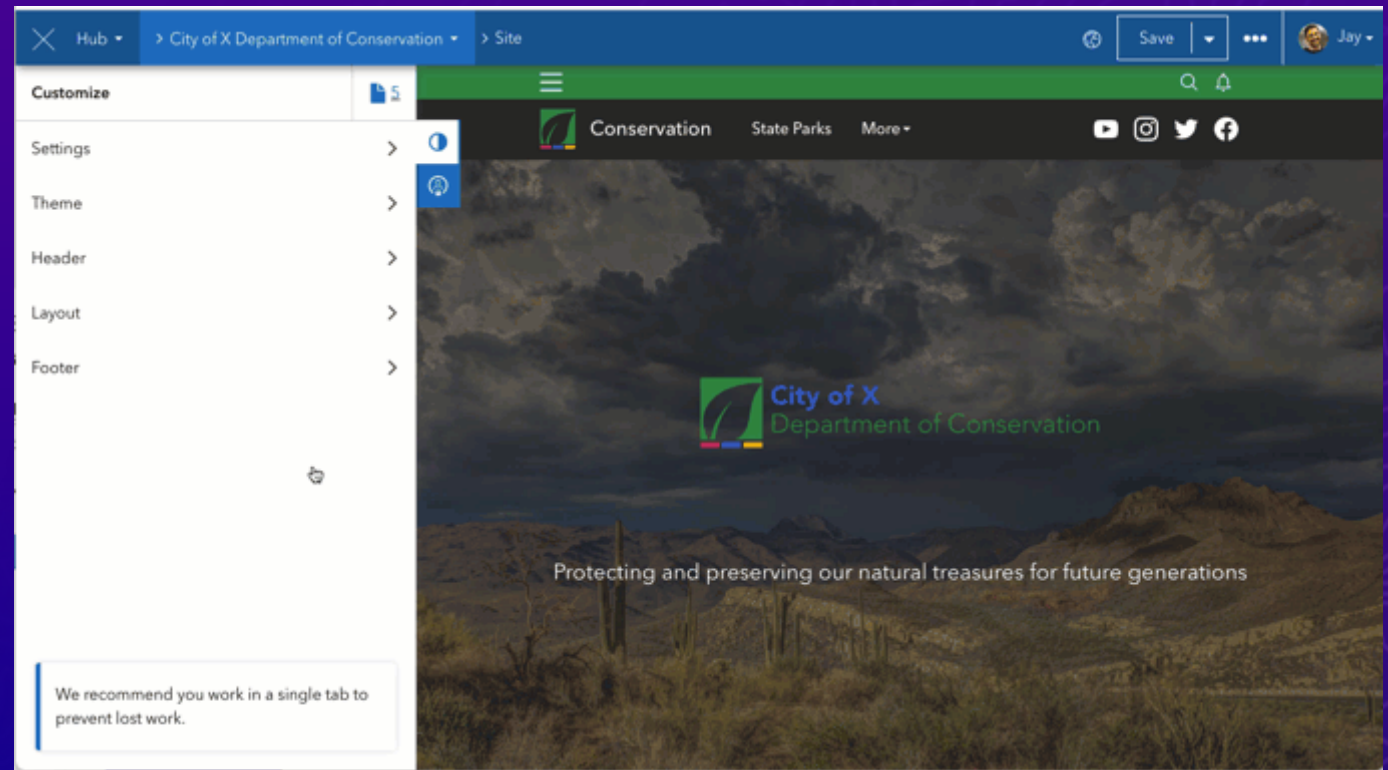 Hub
> City of X Department of Conservation
> Site
Save
Jay
Customize
5
Settings
Theme
Header
Layout
Footer
We recommend you work in a single tab to
prevent lost work.
Conservation
State Parks
More
City of X
Department of Conservation
Protecting and preserving our natural treasures for future generations